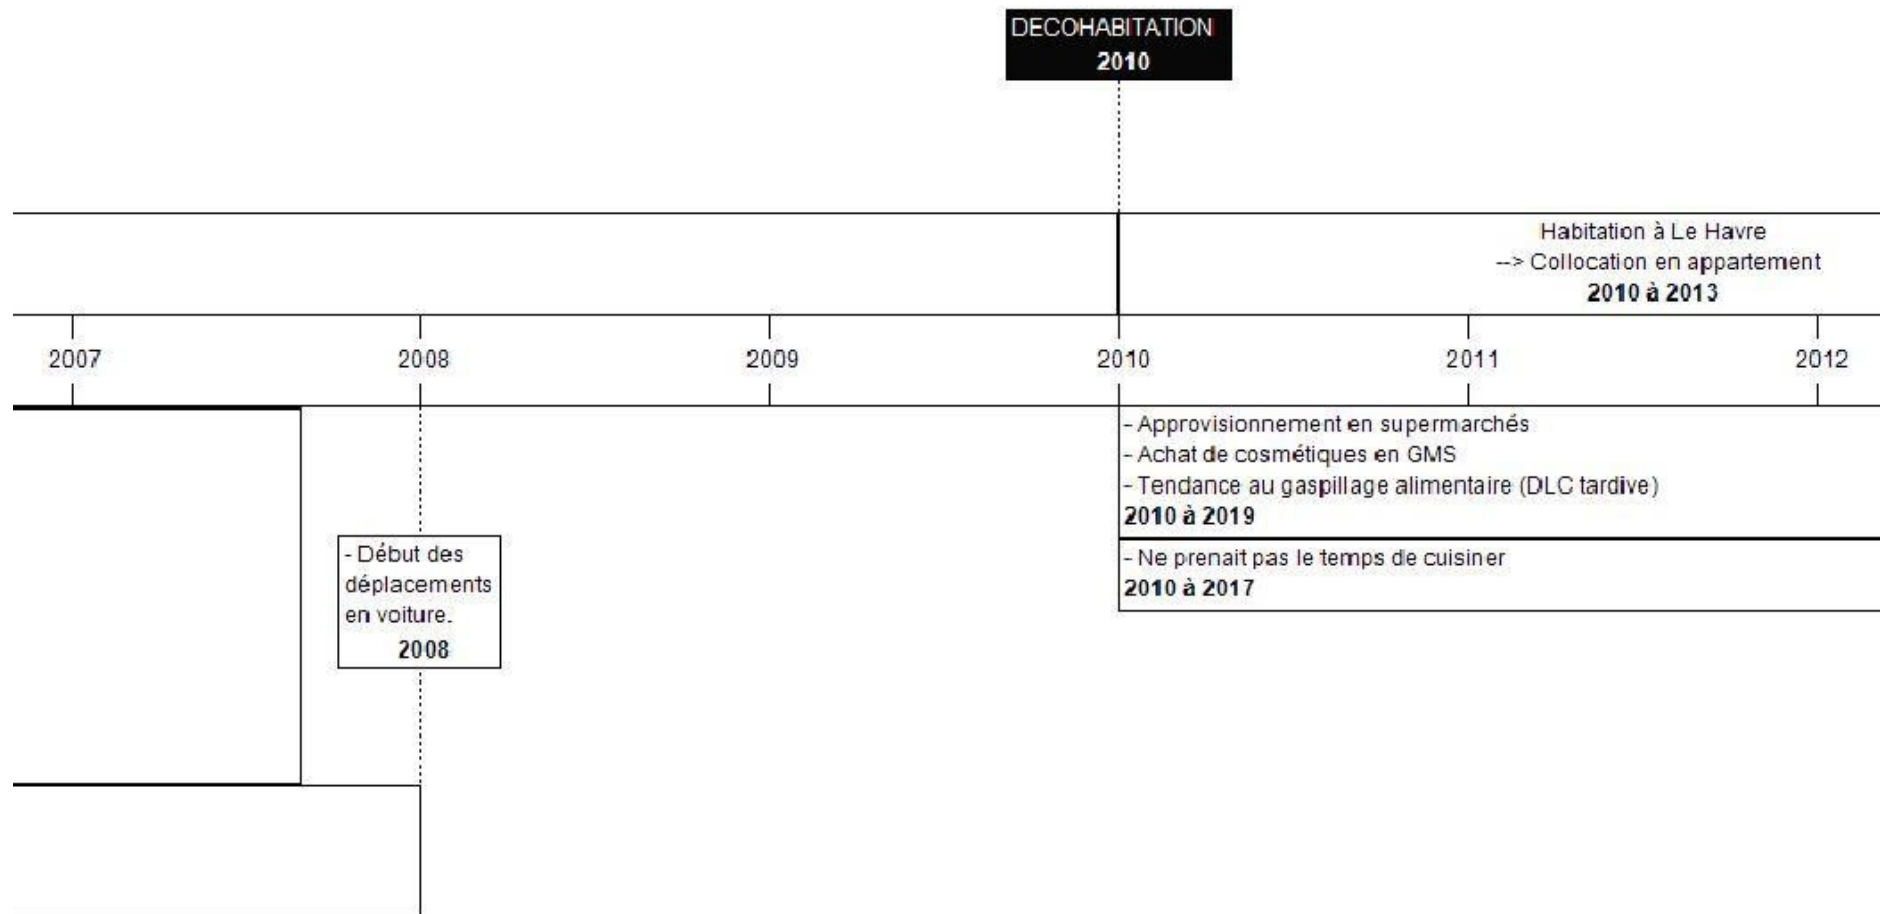 DECOHABITATION
2010
Habitation à Le Havre
--> Collocation en appartement
2010 à 2013
2007
2008
2009
2010
2011
2012
- Approvisionnement en supermarchés
- Achat de cosmétiques en GMS
- Tendance au gaspillage alimentaire (DLC tardive)
2010 à 2019
- Ne prenait pas le temps de cuisiner
2010 à 2017
- Début des
déplacements
en voiture.
2008